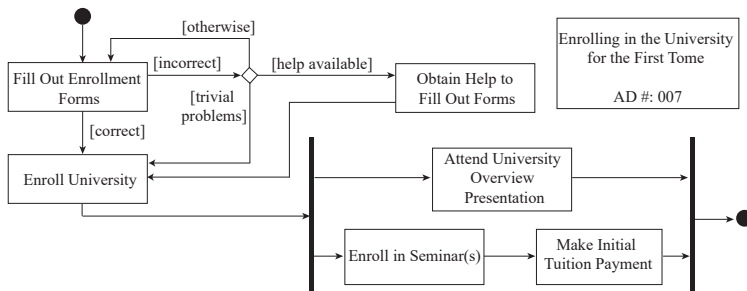 [otherwise]
Fill Out Enrollment
Forms
[incorrect]
[help available]
Obtain Help to
Fill Out Forms
Enrolling in the University
for the First Tome
AD #: 007
[trivial
problems]
[correct]
Enroll University
Attend University
Overview
Presentation
Enroll in Seminar(s)
Make Initial
Tuition Payment